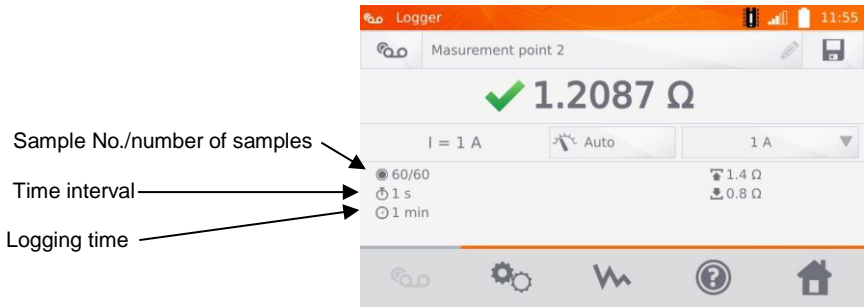 Logger 11:55
Masurement point 2
1.2087 Ω
Sample No./number of samples
I = 1 A Auto 1 A
60/60 1.4 Ω
Time interval
1 s 0.8 Ω
1 min
Logging time